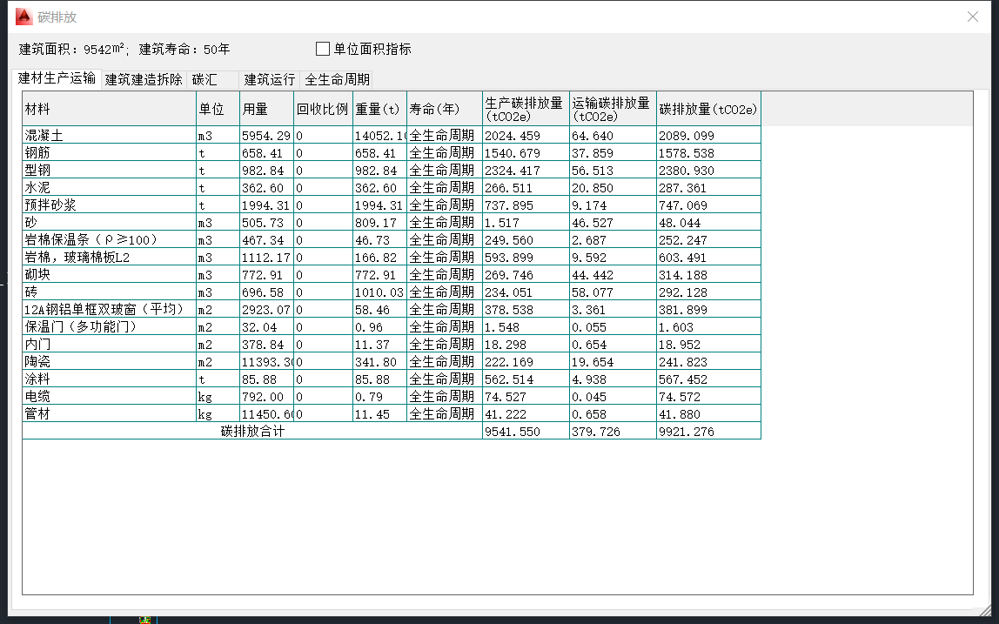 碳排放
建筑面积：9542m²；建筑寿命：50年 单位面积指标
建材生产运输 建筑建造拆除 碳汇 建筑运行 全生命周期
材料 单位 用量 回收比例 重量(t) 寿命(年) 生产碳排放量(tCO2e) 运输碳排放量(tCO2e) 碳排放量(tCO2e)
混凝土 m3 5954.29 0 14052.1 全生命周期 2024.459 64.640 2089.099
钢筋 t 658.41 0 658.41 全生命周期 1540.679 37.859 1578.538
型钢 t 982.84 0 982.84 全生命周期 2324.417 56.513 2380.930
水泥 t 362.60 0 362.60 全生命周期 266.511 20.850 287.361
预拌砂浆 t 1994.31 0 1994.31 全生命周期 737.895 9.174 747.069
砂 m3 505.73 0 809.17 全生命周期 1.517 46.527 48.044
岩棉保温条（ρ≥100） m3 467.34 0 46.73 全生命周期 249.560 2.687 252.247
岩棉，玻璃棉板L2 m3 1112.17 0 166.82 全生命周期 593.899 9.592 603.491
砌块 m3 772.91 0 772.91 全生命周期 269.746 44.442 314.188
砖 m3 696.58 0 1010.03 全生命周期 234.051 58.077 292.128
12A钢铝单框双玻窗（平均） m2 2923.07 0 58.46 全生命周期 378.538 3.361 381.899
保温门（多功能门） m2 32.04 0 0.96 全生命周期 1.548 0.055 1.603
内门 m2 378.84 0 11.37 全生命周期 18.298 0.654 18.952
陶瓷 m2 11393.3 0 341.80 全生命周期 222.169 19.654 241.823
涂料 t 85.88 0 85.88 全生命周期 562.514 4.938 567.452
电缆 kg 792.00 0 0.79 全生命周期 74.527 0.045 74.572
管材 kg 11450.6 0 11.45 全生命周期 41.222 0.658 41.880
碳排放合计 9541.550 379.726 9921.276